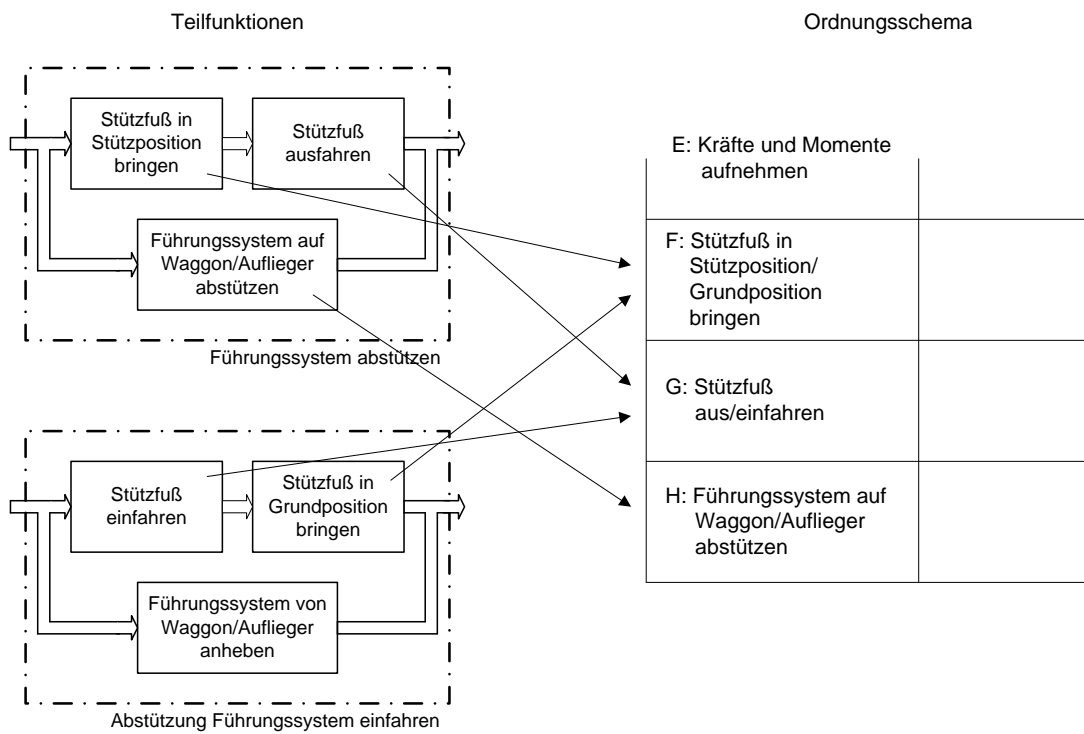 Teilfunktionen
Ordnungsschema
Stützfuß in
Stützposition
bringen
Stützfuß
ausfahren
Führungssystem auf
Waggon/Auflieger
abstützen
Führungssystem abstützen
Stützfuß
einfahren
Stützfuß in
Grundposition
bringen
Führungssystem von
Waggon/Auflieger
anheben
Abstützung Führungssystem einfahren
E: Kräfte und Momente
aufnehmen
F: Stützfuß in
Stützposition/
Grundposition
bringen
G: Stützfuß
aus/einfahren
H: Führungssystem auf
Waggon/Auflieger
abstützen